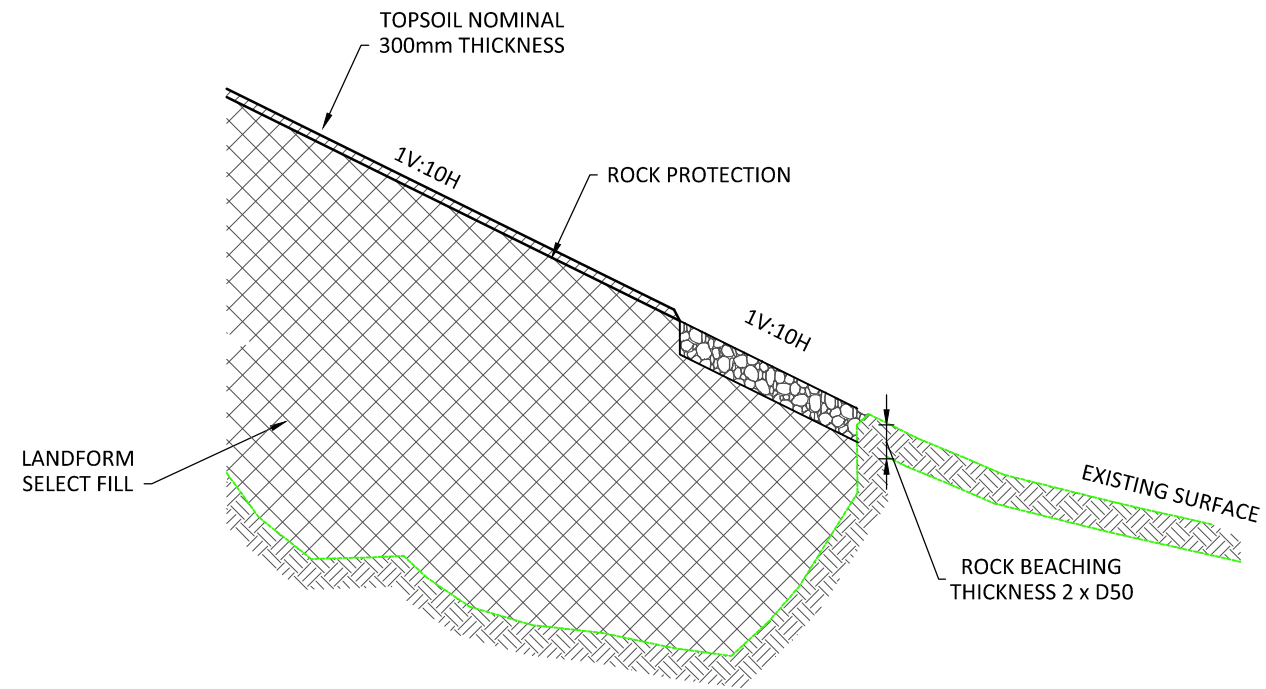 TOPSOIL NOMINAL
300mm THICKNESS
1V:10H
ROCK PROTECTION
1V:10H
LANDFORM
SELECT FILL
EXISTING SURFACE
ROCK BEACHING
THICKNESS 2 x D50